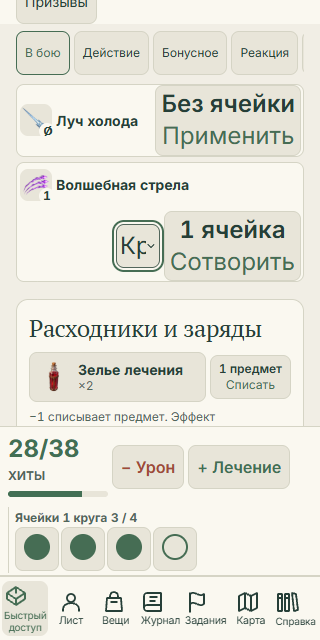 Призывы
В бою
Действие
Бонусное
Реакция
Луч холода
Ø
Без ячейки
Применить
Волшебная стрела
1
Кр
1 ячейка
Сотворить
Расходники и заряды
Зелье лечения
×2
1 предмет
Списать
−1 списывает предмет. Эффект
28/38
ХИТЫ
− Урон
+ Лечение
Ячейки 1 круга 3 / 4
Быстрый доступ
Лист
Вещи
Журнал
Задания
Карта
Справка